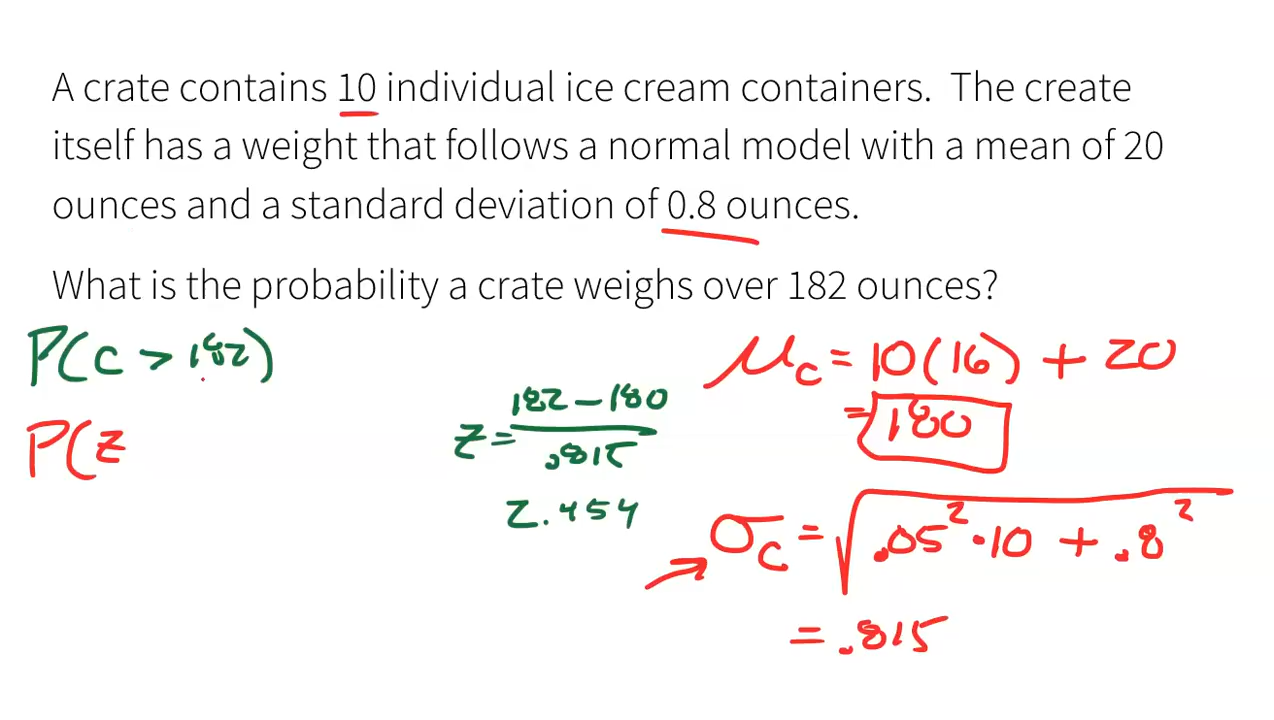 A crate contains 10 individual ice cream containers. The create
itself has a weight that follows a normal model with a mean of 20
ounces and a standard deviation of 0.8 ounces.
What is the probability a crate weighs over 182 ounces?
P(C > 182)
P(Z
Z = 182 - 180 / .815
2.454
μc = 10(16) + 20
= 180
σc = √.05² · 10 + .8²
= .815